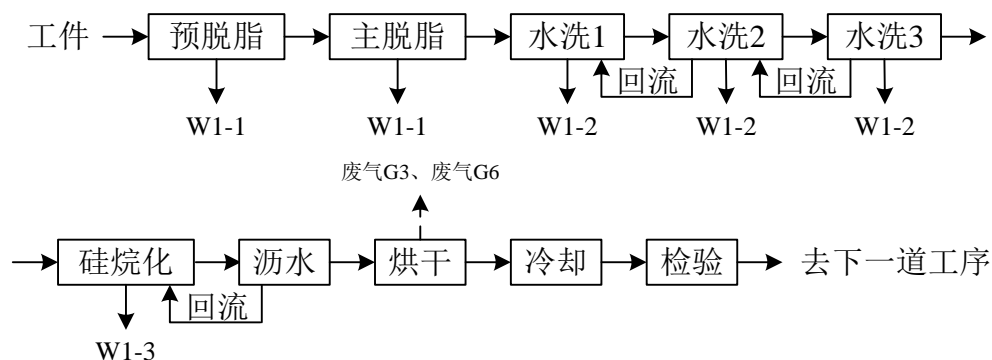 工件 预脱脂 主脱脂 水洗1 水洗2 水洗3
回流 回流
W1-1 W1-1 W1-2 W1-2 W1-2
废气G3、废气G6
硅烷化 沥水 烘干 冷却 检验 去下一道工序
回流
W1-3